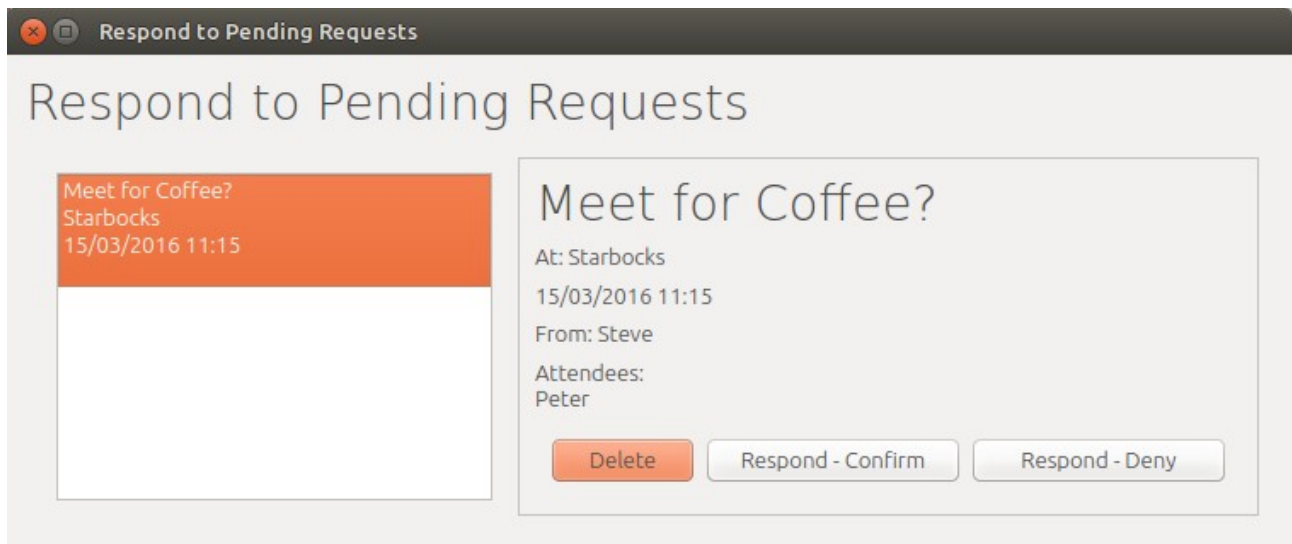 Respond to Pending Requests
Respond to Pending Requests
Meet for Coffee?
Starbocks
15/03/2016 11:15
Meet for Coffee?
At: Starbocks
15/03/2016 11:15
From: Steve
Attendees:
Peter
Delete
Respond - Confirm
Respond - Deny